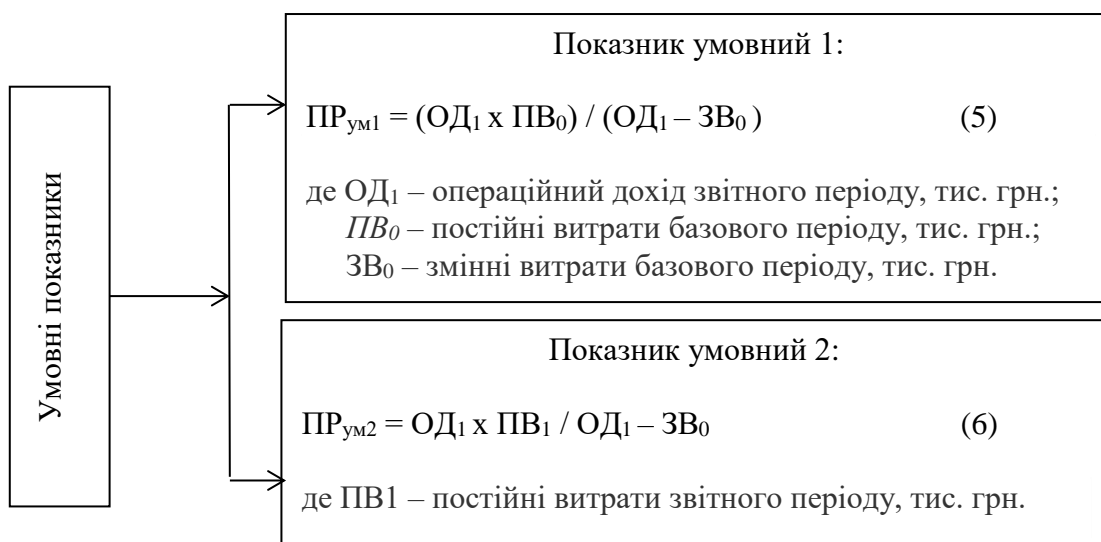 Умовні показники
Показник умовний 1:
ПРум1 = (ОД1 х ПВ0) / (ОД1 – ЗВ0 ) (5)
де ОД1 – операційний дохід звітного періоду, тис. грн.;
ПВ0 – постійні витрати базового періоду, тис. грн.;
ЗВ0 – змінні витрати базового періоду, тис. грн.
Показник умовний 2:
ПРум2 = ОД1 х ПВ1 / ОД1 – ЗВ0 (6)
де ПВ1 – постійні витрати звітного періоду, тис. грн.